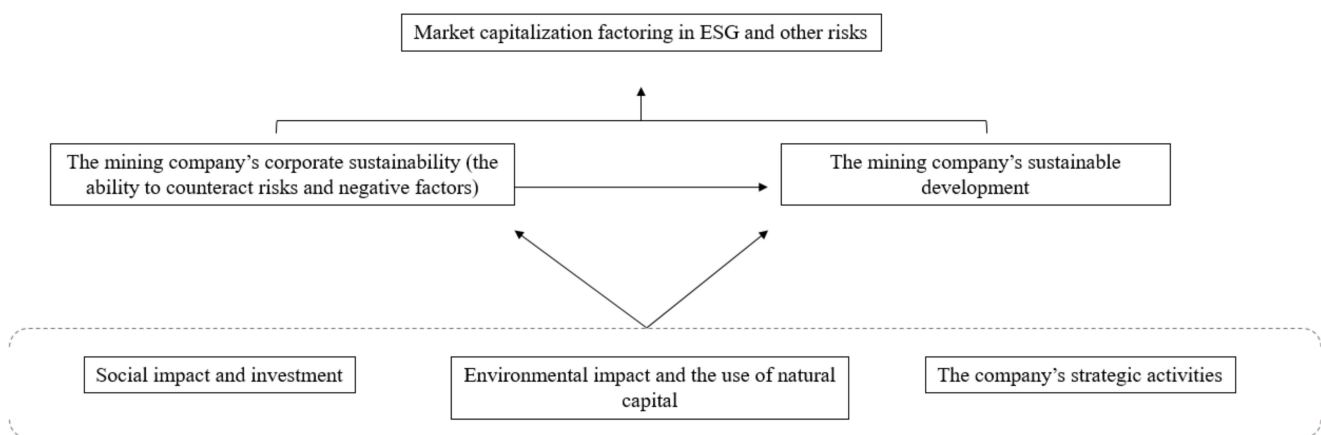 Market capitalization factoring in ESG and other risks
The mining company’s corporate sustainability (the
ability to counteract risks and negative factors)
The mining company’s sustainable
development
Social impact and investment
Environmental impact and the use of natural
capital
The company’s strategic activities